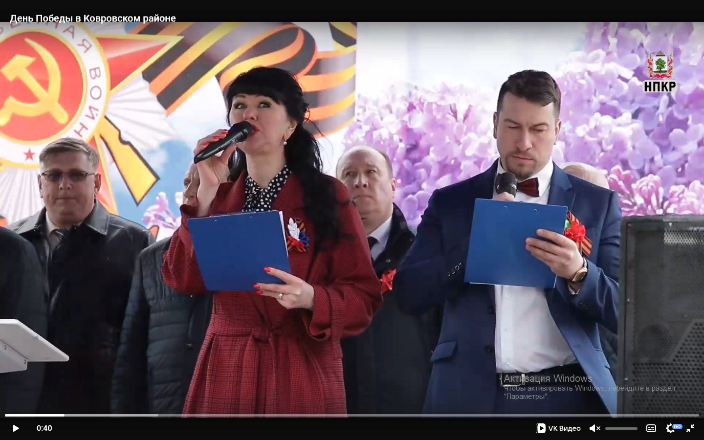 День Победы в Ковровском районе
НПКР
Активация Windows
Чтобы активировать Windows, перейдите в раздел
"Параметры"
0:40
VK Видео